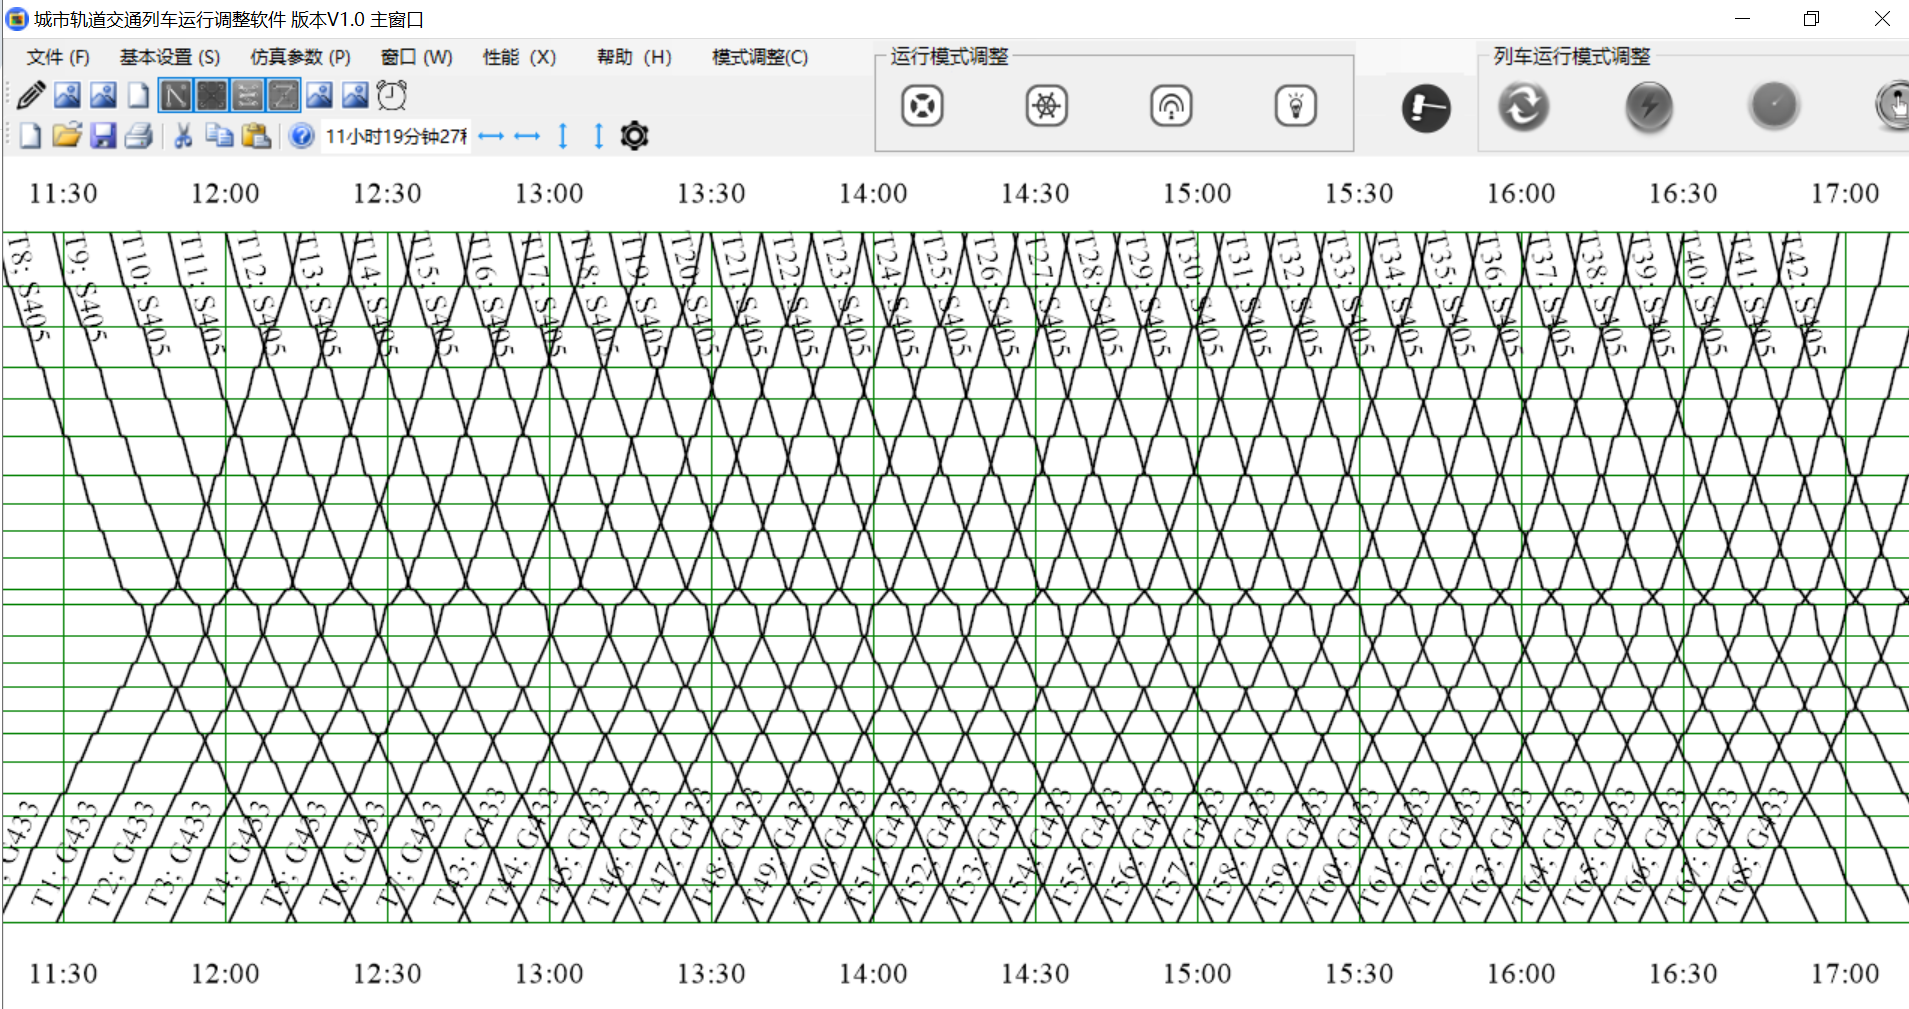 城市轨道交通列车运行调整软件 版本V1.0 主窗口
文件 (F) 基本设置 (S) 仿真参数 (P) 窗口 (W) 性能 (X) 帮助 (H) 模式调整(C)
运行模式调整
列车运行模式调整
11小时19分钟27
11:30 12:00 12:30 13:00 13:30 14:00 14:30 15:00 15:30 16:00 16:30 17:00
T8; S405 T9; S405 T10; S405 T11; S405 T12; S405 T13; S405 T14; S405 T15; S405 T16; S405 T17; S405 T18; S405 T19; S405 T20; S405 T21; S405 T22; S405 T23; S405 T24; S405 T25; S405 T26; S405 T27; S405 T28; S405 T29; S405 T30; S405 T31; S405 T32; S405 T33; S405 T34; S405 T35; S405 T36; S405 T37; S405 T38; S405 T39; S405 T40; S405 T41; S405 T42; S405
G433 T1; G433 T2; G433 T3; G433 T4; G433 T5; G433 T6; G433 T7; G433 T43; G433 T44; G433 T45; G433 T46; G433 T47; G433 T48; G433 T49; G433 T50; G433 T51; G433 T52; G433 T53; G433 T54; G433 T55; G433 T56; G433 T57; G433 T58; G433 T59; G433 T60; G433 T61; G433 T62; G433 T63; G433 T64; G433 T65; G433 T66; G433 T67; G433 T68; G433
11:30 12:00 12:30 13:00 13:30 14:00 14:30 15:00 15:30 16:00 16:30 17:00